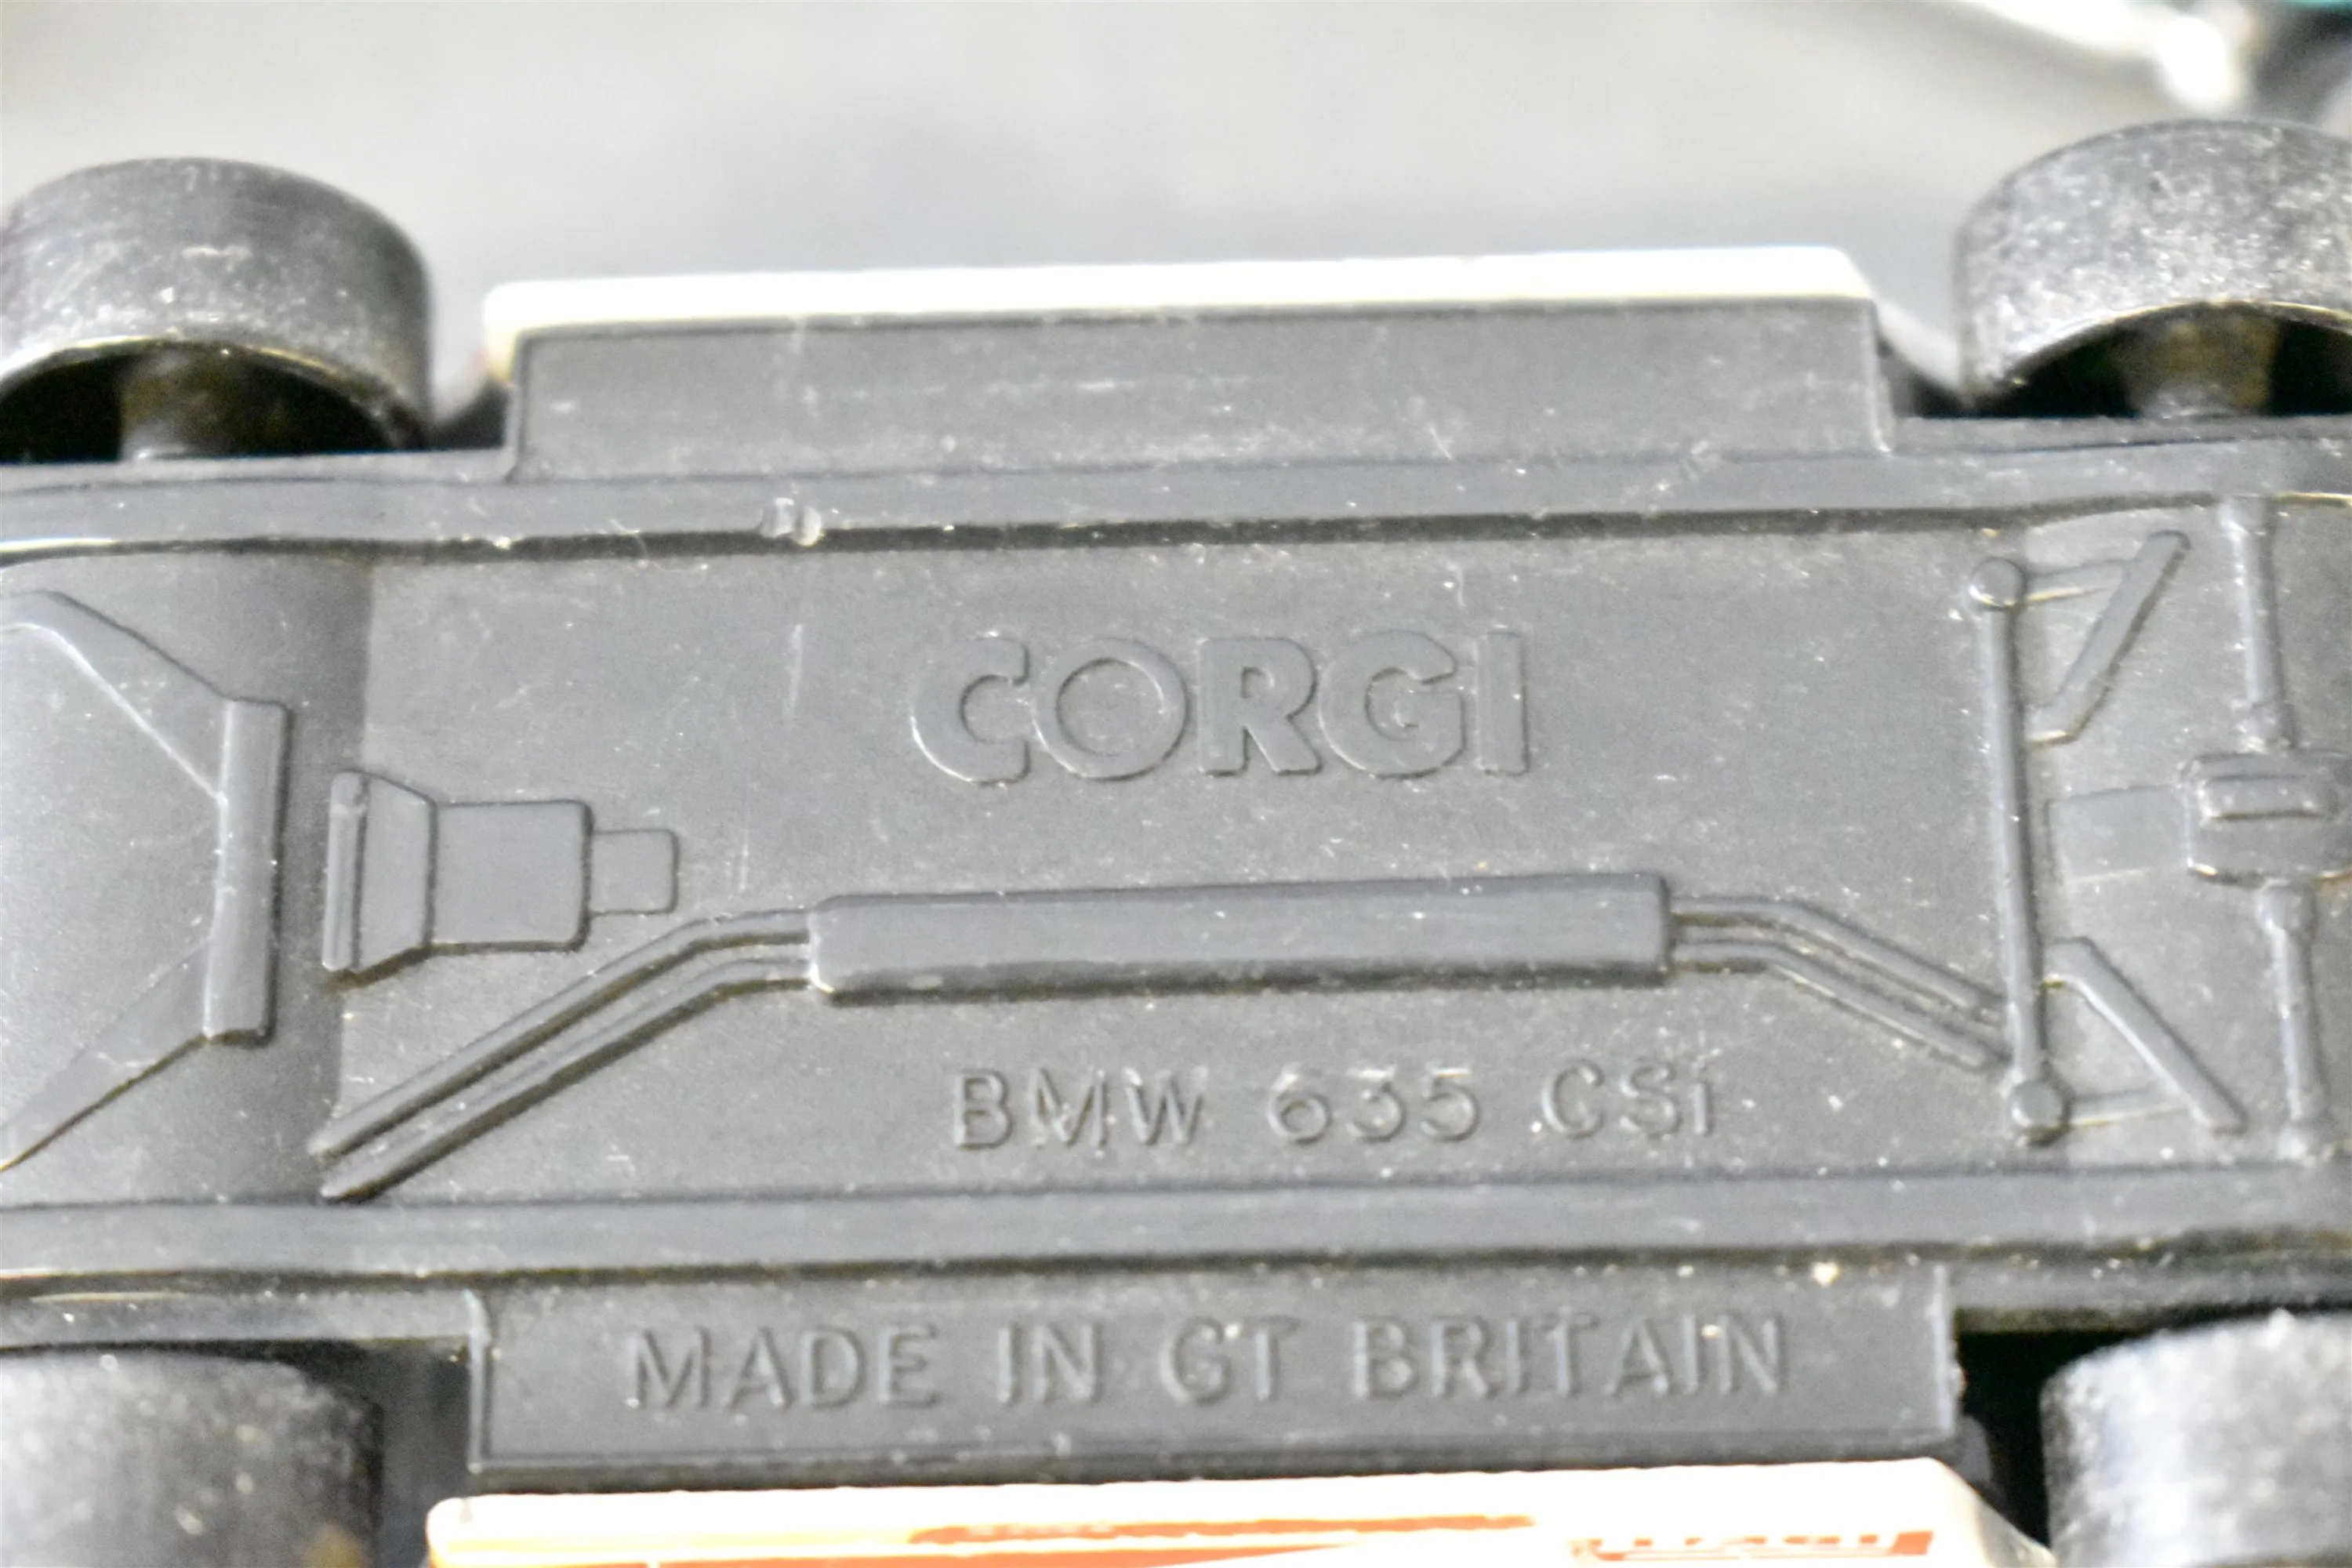 CORGI
BMW 635 CSi
MADE IN GT BRITAIN